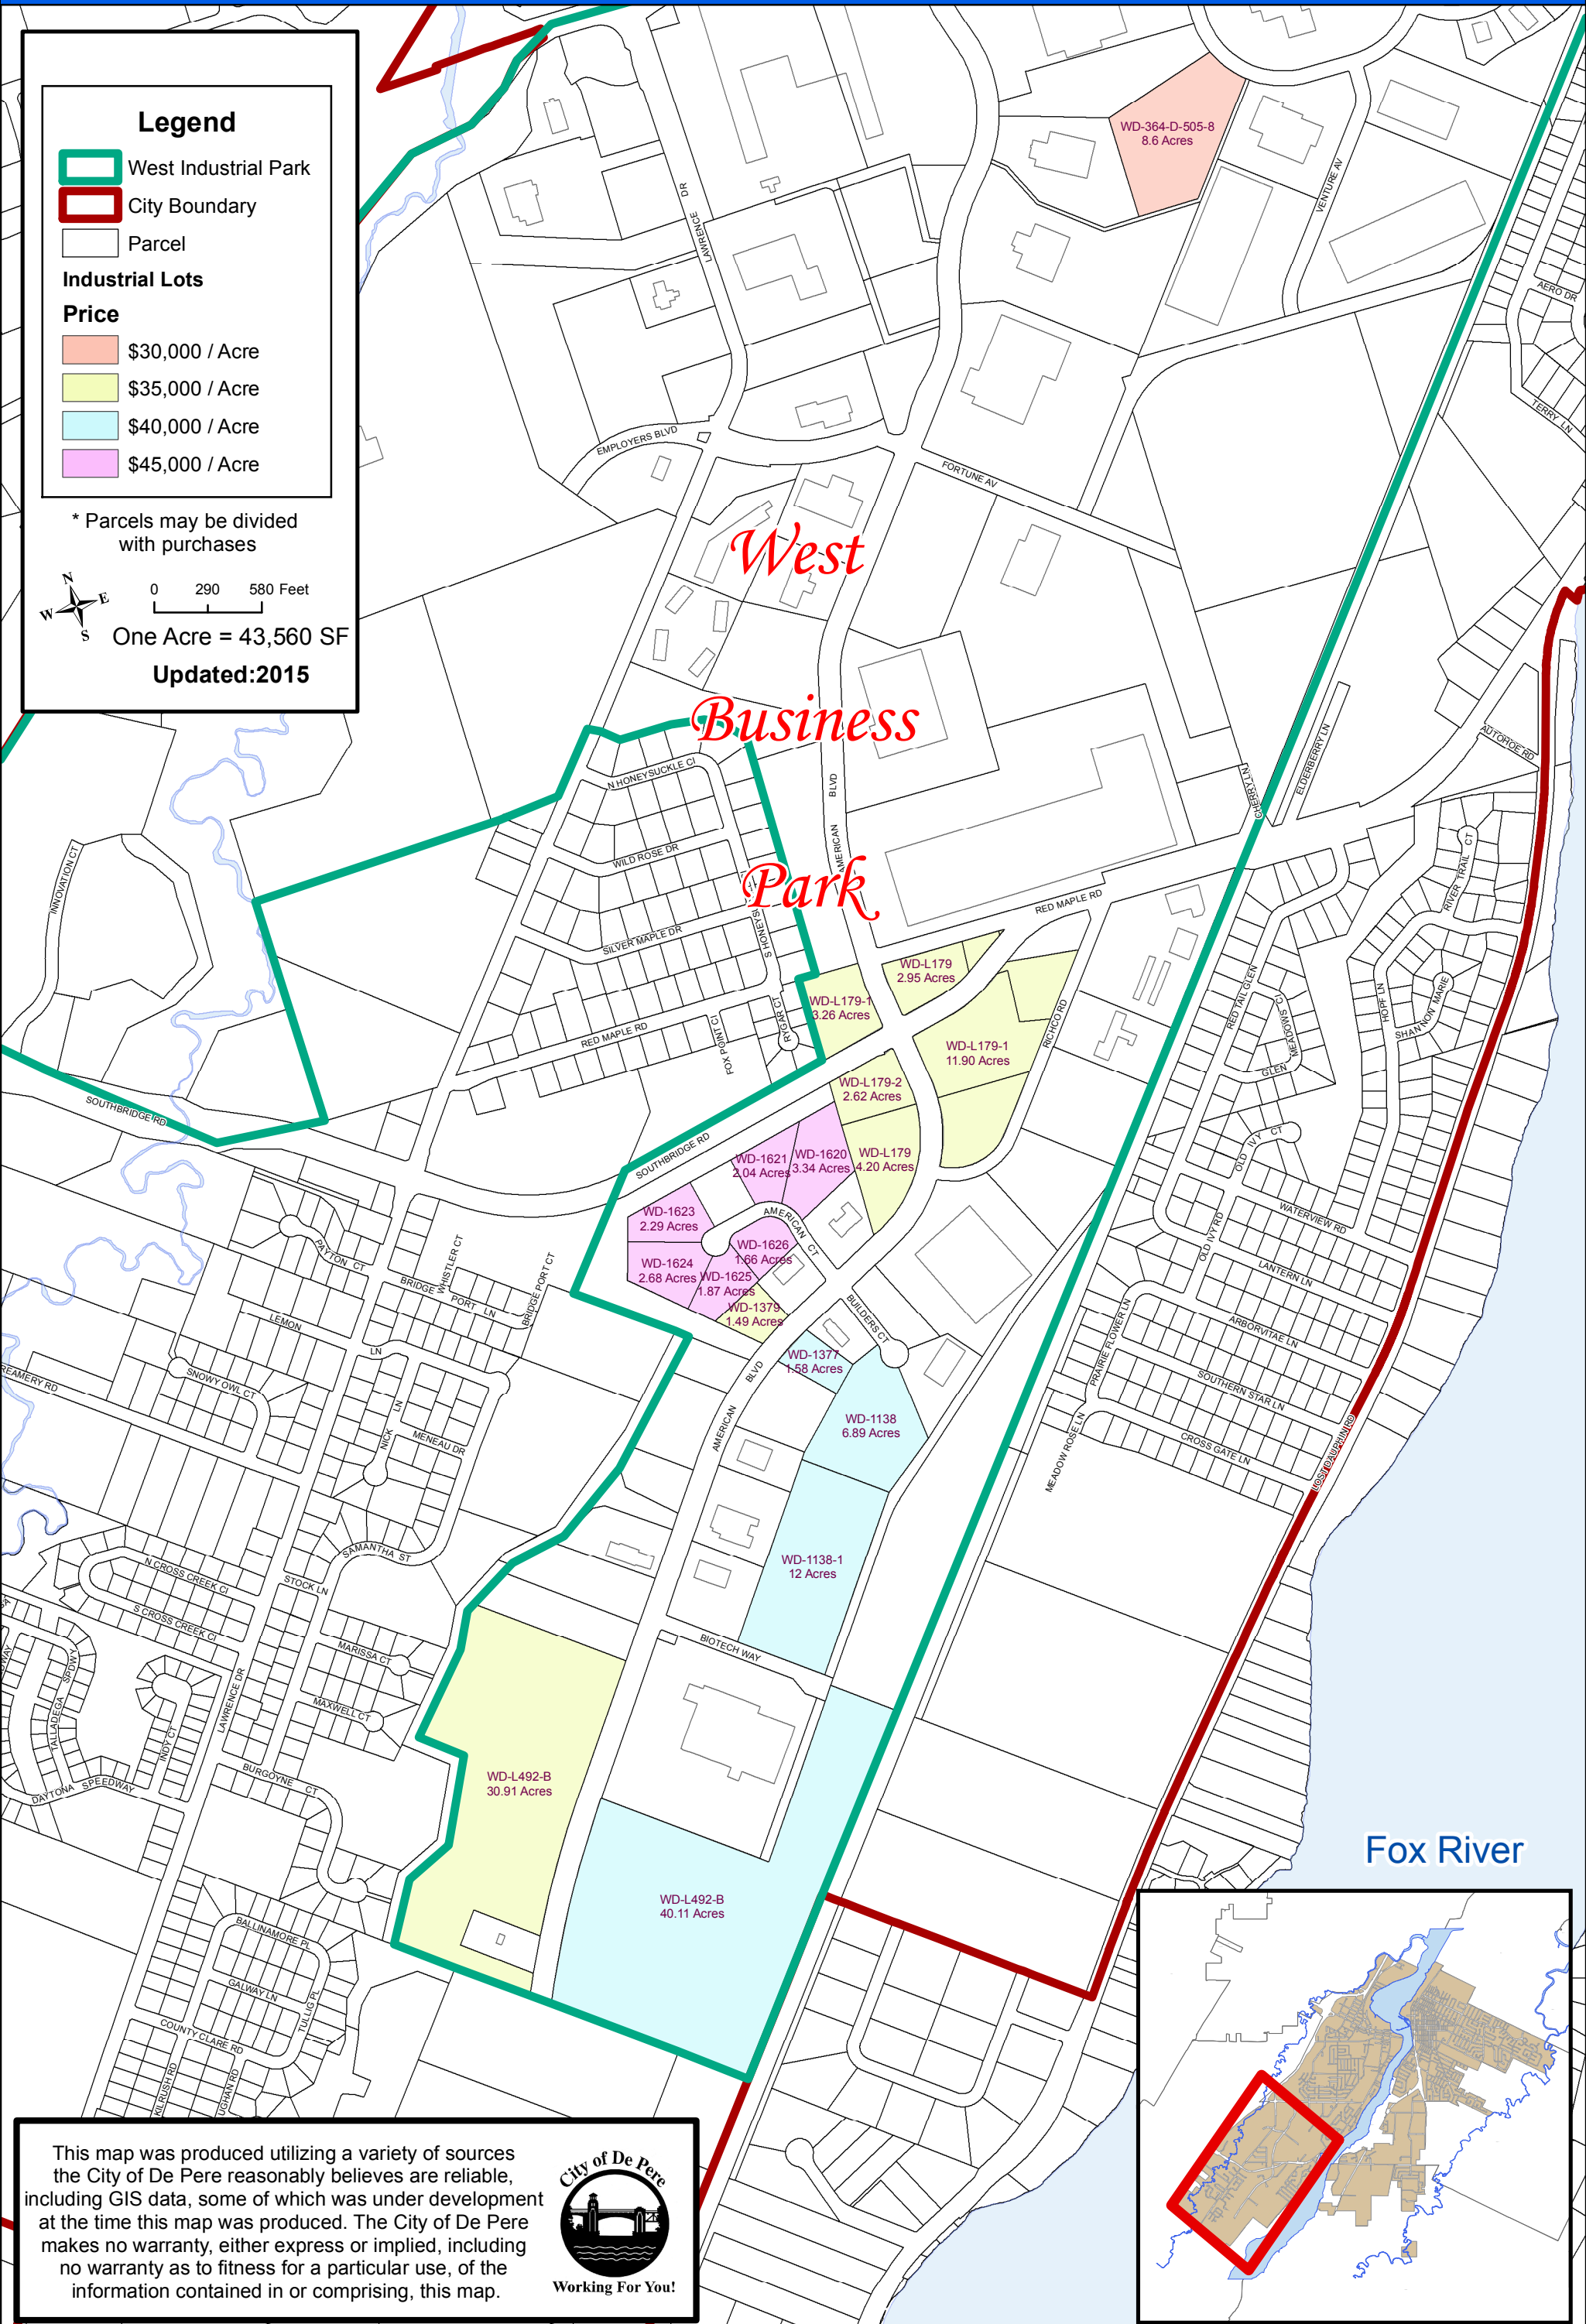 Legend
West Industrial Park
City Boundary
Parcel
Industrial Lots
Price
$30,000 / Acre
$35,000 / Acre
$40,000 / Acre
$45,000 / Acre
* Parcels may be divided
with purchases
N
W E
S
0 290 580 Feet
One Acre = 43,560 SF
Updated:2015
WD-364-D-505-8
8.6 Acres
LAWRENCE DR
VENTURE AV
AERO DR
TERRY LN
EMPLOYERS BLVD
FORTUNE AV
West
Business
Park
AMERICAN BLVD
CHERRY LN
ELDERBERRY LN
AUTOHOE RD
N HONEYSUCKLE CI
WILD ROSE DR
SILVER MAPLE DR
S HONEYS
INNOVATION CT
RED MAPLE RD
RED MAPLE RD
FOX POINT CI
RYGAR CT
RICHCO RD
RIVER TRAIL CT
RED TAIL GLEN
HOPF LN
SHANNON MARIE
MEADOWS CI
GLEN
OLD IVY CT
OLD IVY RD
WATERVIEW RD
LANTERN LN
ARBORVITAE LN
PRAIRIE FLOWER LN
SOUTHERN STAR LN
MEADOW ROSE LN
CROSS GATE LN
LOST DAUPHIN RD
WD-L179
2.95 Acres
WD-L179-1
3.26 Acres
WD-L179-1
11.90 Acres
WD-L179-2
2.62 Acres
WD-L179
4.20 Acres
WD-1620
3.34 Acres
WD-1621
2.04 Acres
WD-1623
2.29 Acres
WD-1624
2.68 Acres
WD-1625
1.87 Acres
WD-1626
1.66 Acres
WD-1379
1.49 Acres
WD-1377
1.58 Acres
WD-1138
6.89 Acres
WD-1138-1
12 Acres
WD-L492-B
30.91 Acres
WD-L492-B
40.11 Acres
AMERICAN CT
BUILDERS CT
AMERICAN BLVD
BIOTECH WAY
SOUTHBRIDGE RD
SOUTHBRIDGE RD
PAYTON CT
WHISTLER CT
BRIDGE PORT LN
BRIDGE PORT CT
LEMON LN
SNOWY OWL CT
REAMERY RD
NICK LN
MENEAU DR
SAMANTHA ST
STOCK LN
N CROSS CREEK CI
S CROSS CREEK CI
MARISSA CT
MAXWELL CT
LAWRENCE DR
TALLADEGA SPDWY
INDY CT
DAYTONA SPEEDWAY
BURGOYNE CT
BALLINAMORE PL
GALWAY LN
TULLIG PL
COUNTY CLARE RD
KILRUSH RD
UGHAN RD
Fox River
This map was produced utilizing a variety of sources
the City of De Pere reasonably believes are reliable,
including GIS data, some of which was under development
at the time this map was produced. The City of De Pere
makes no warranty, either express or implied, including
no warranty as to fitness for a particular use, of the
information contained in or comprising, this map.
City of De Pere
Working For You!